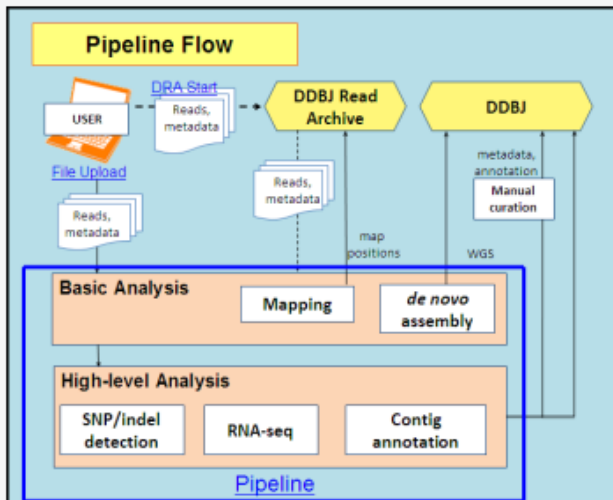 Pipeline Flow
USER
DRA Start
Reads,
metadata
DDBJ Read
Archive
DDBJ
File Upload
Reads,
metadata
Reads,
metadata
metadata,
annotation
Manual
curation
map
positions
WGS
Basic Analysis
Mapping
de novo
assembly
High-level Analysis
SNP/indel
detection
RNA-seq
Contig
annotation
Pipeline